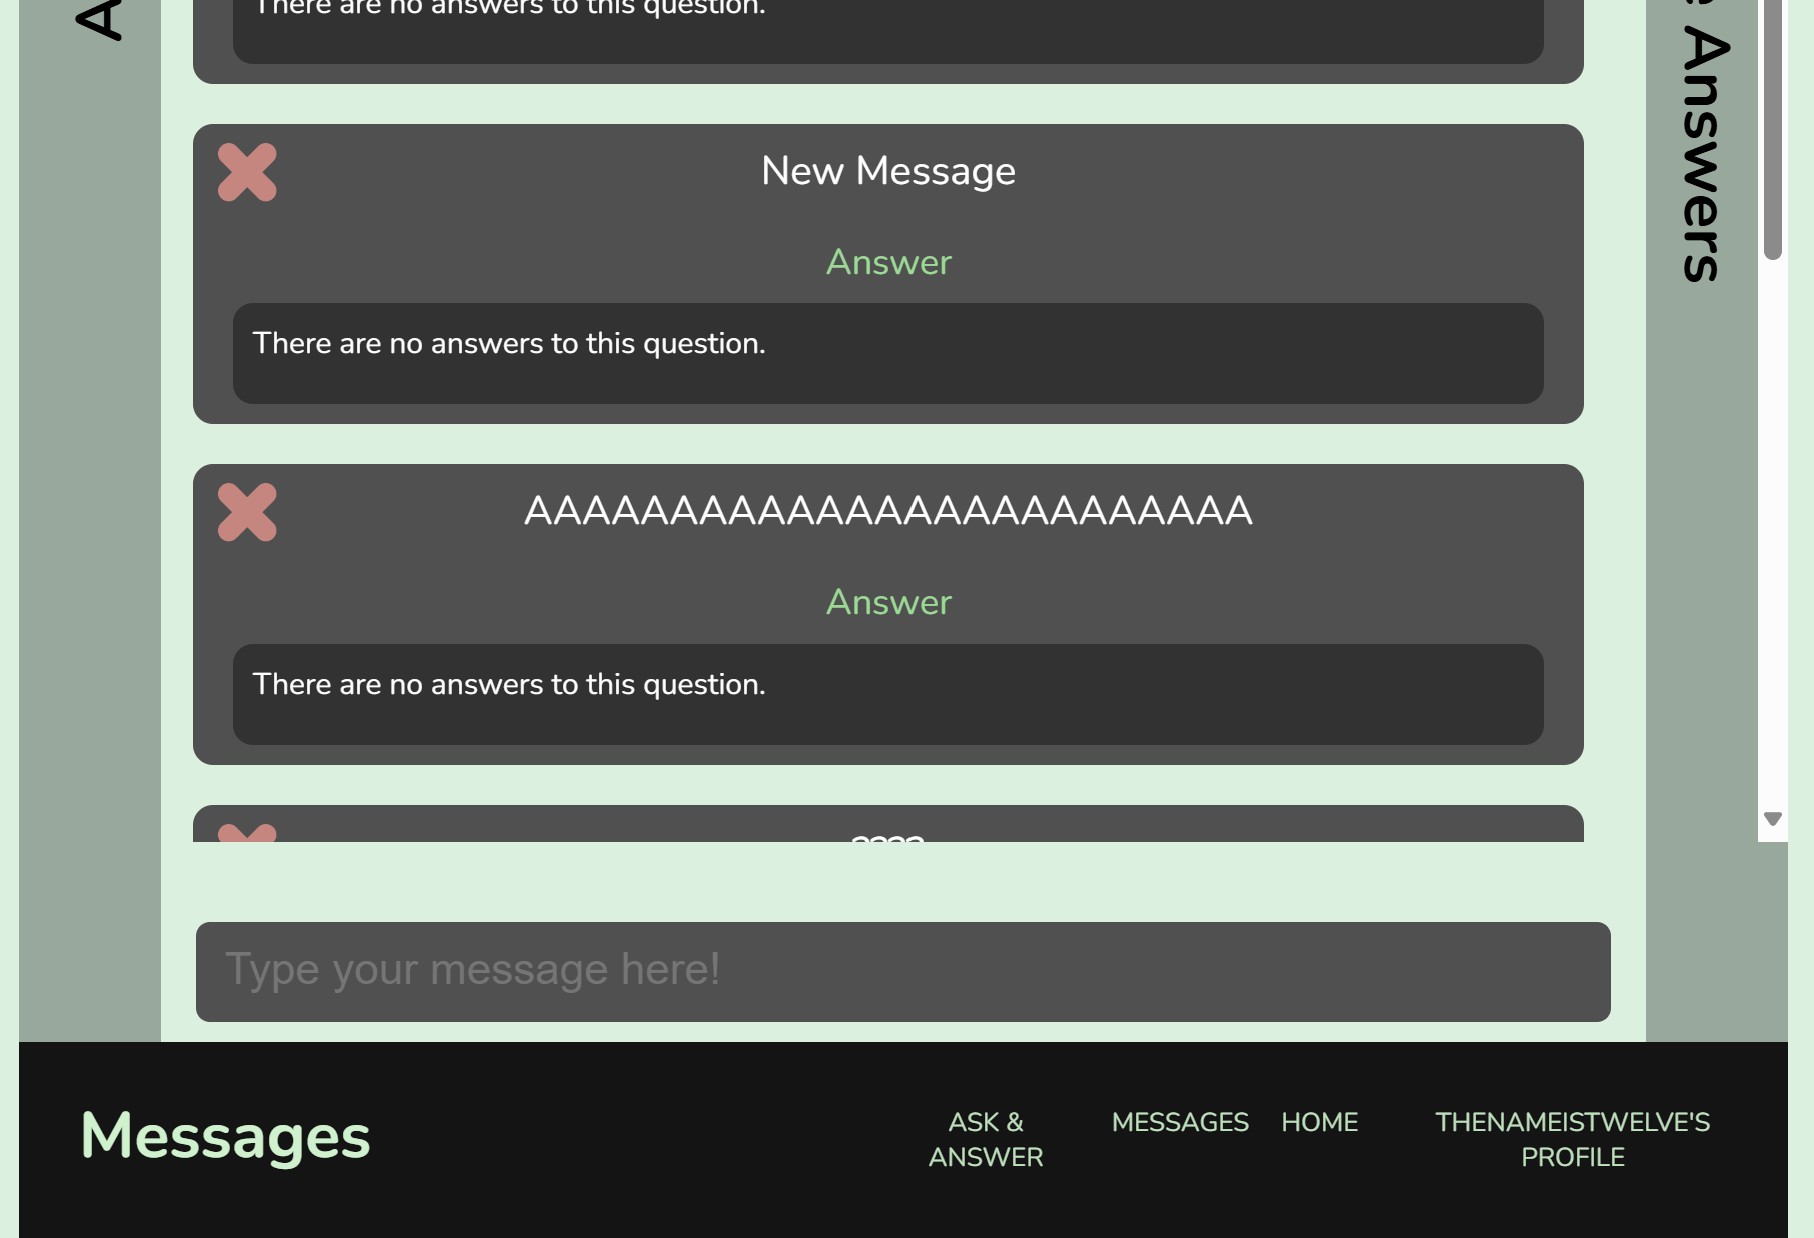 There are no answers to this question.
A
Answers
New Message
Answer
There are no answers to this question.
AAAAAAAAAAAAAAAAAAAAAAAAA
Answer
There are no answers to this question.
Type your message here!
Messages
ASK &
ANSWER
MESSAGES
HOME
THENAMEISTWELVE'S
PROFILE